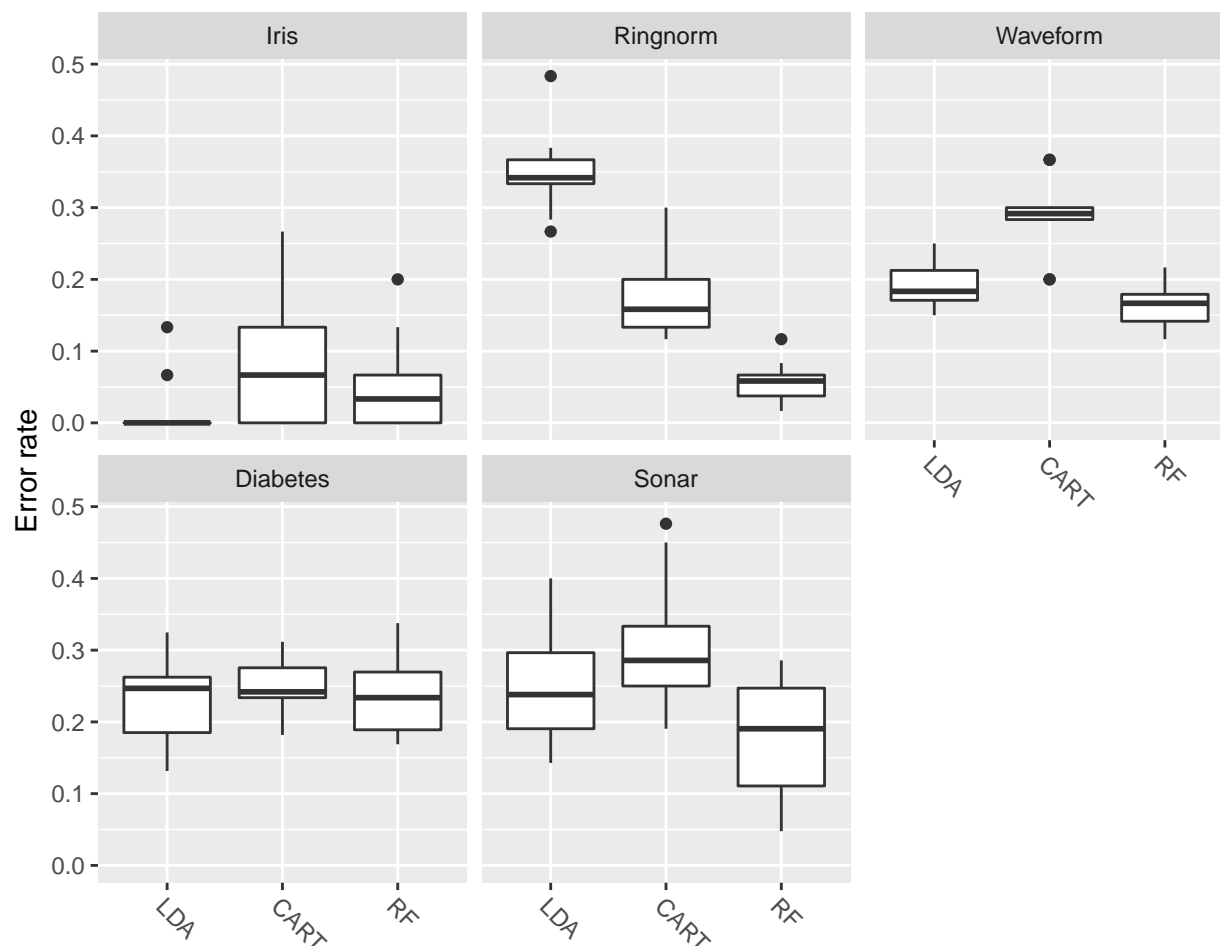 Iris
Ringnorm
Waveform
0.5
0.4
0.3
0.2
0.1
0.0
LDA
CART
RF
Diabetes
Sonar
0.5
0.4
0.3
0.2
0.1
0.0
LDA
CART
RF
LDA
CART
RF
Error rate